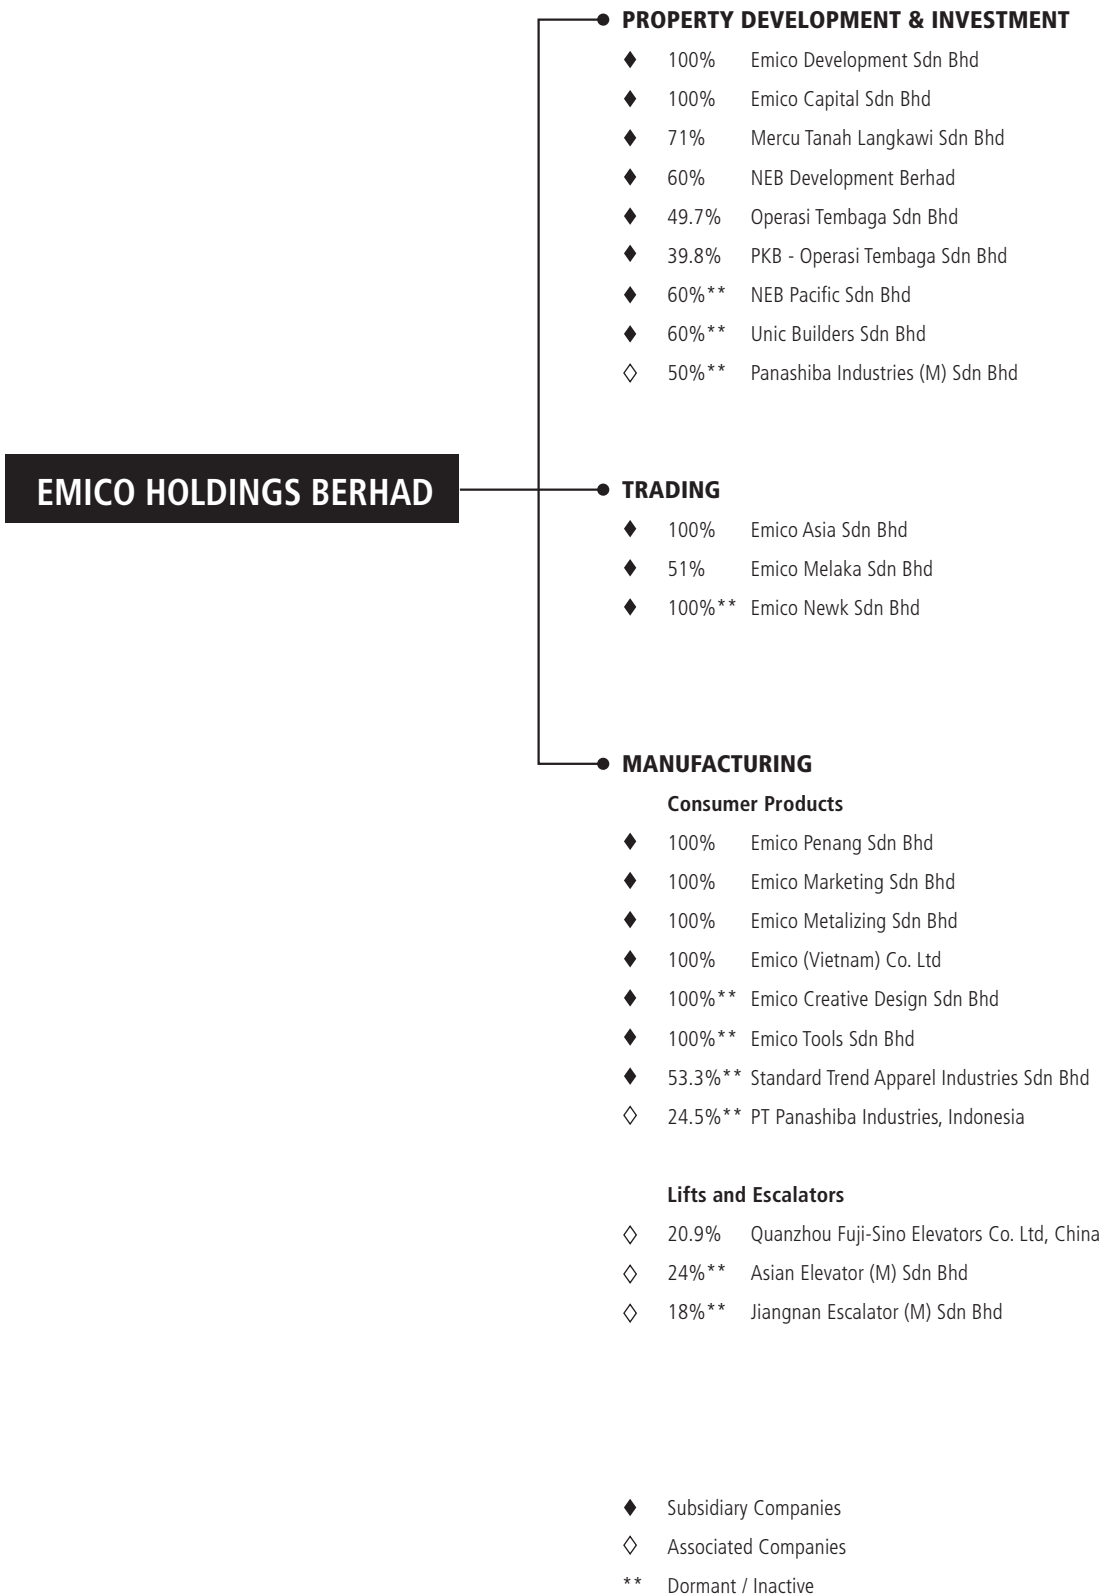 PROPERTY DEVELOPMENT & INVESTMENT
♦ 100% Emico Development Sdn Bhd
♦ 100% Emico Capital Sdn Bhd
♦ 71% Mercu Tanah Langkawi Sdn Bhd
♦ 60% NEB Development Berhad
♦ 49.7% Operasi Tembaga Sdn Bhd
♦ 39.8% PKB - Operasi Tembaga Sdn Bhd
♦ 60%** NEB Pacific Sdn Bhd
♦ 60%** Unic Builders Sdn Bhd
◊ 50%** Panashiba Industries (M) Sdn Bhd
EMICO HOLDINGS BERHAD
TRADING
♦ 100% Emico Asia Sdn Bhd
♦ 51% Emico Melaka Sdn Bhd
♦ 100%** Emico Newk Sdn Bhd
MANUFACTURING
Consumer Products
♦ 100% Emico Penang Sdn Bhd
♦ 100% Emico Marketing Sdn Bhd
♦ 100% Emico Metalizing Sdn Bhd
♦ 100% Emico (Vietnam) Co. Ltd
♦ 100%** Emico Creative Design Sdn Bhd
♦ 100%** Emico Tools Sdn Bhd
♦ 53.3%** Standard Trend Apparel Industries Sdn Bhd
◊ 24.5%** PT Panashiba Industries, Indonesia
Lifts and Escalators
◊ 20.9% Quanzhou Fuji-Sino Elevators Co. Ltd, China
◊ 24%** Asian Elevator (M) Sdn Bhd
◊ 18%** Jiangnan Escalator (M) Sdn Bhd
♦ Subsidiary Companies
◊ Associated Companies
** Dormant / Inactive